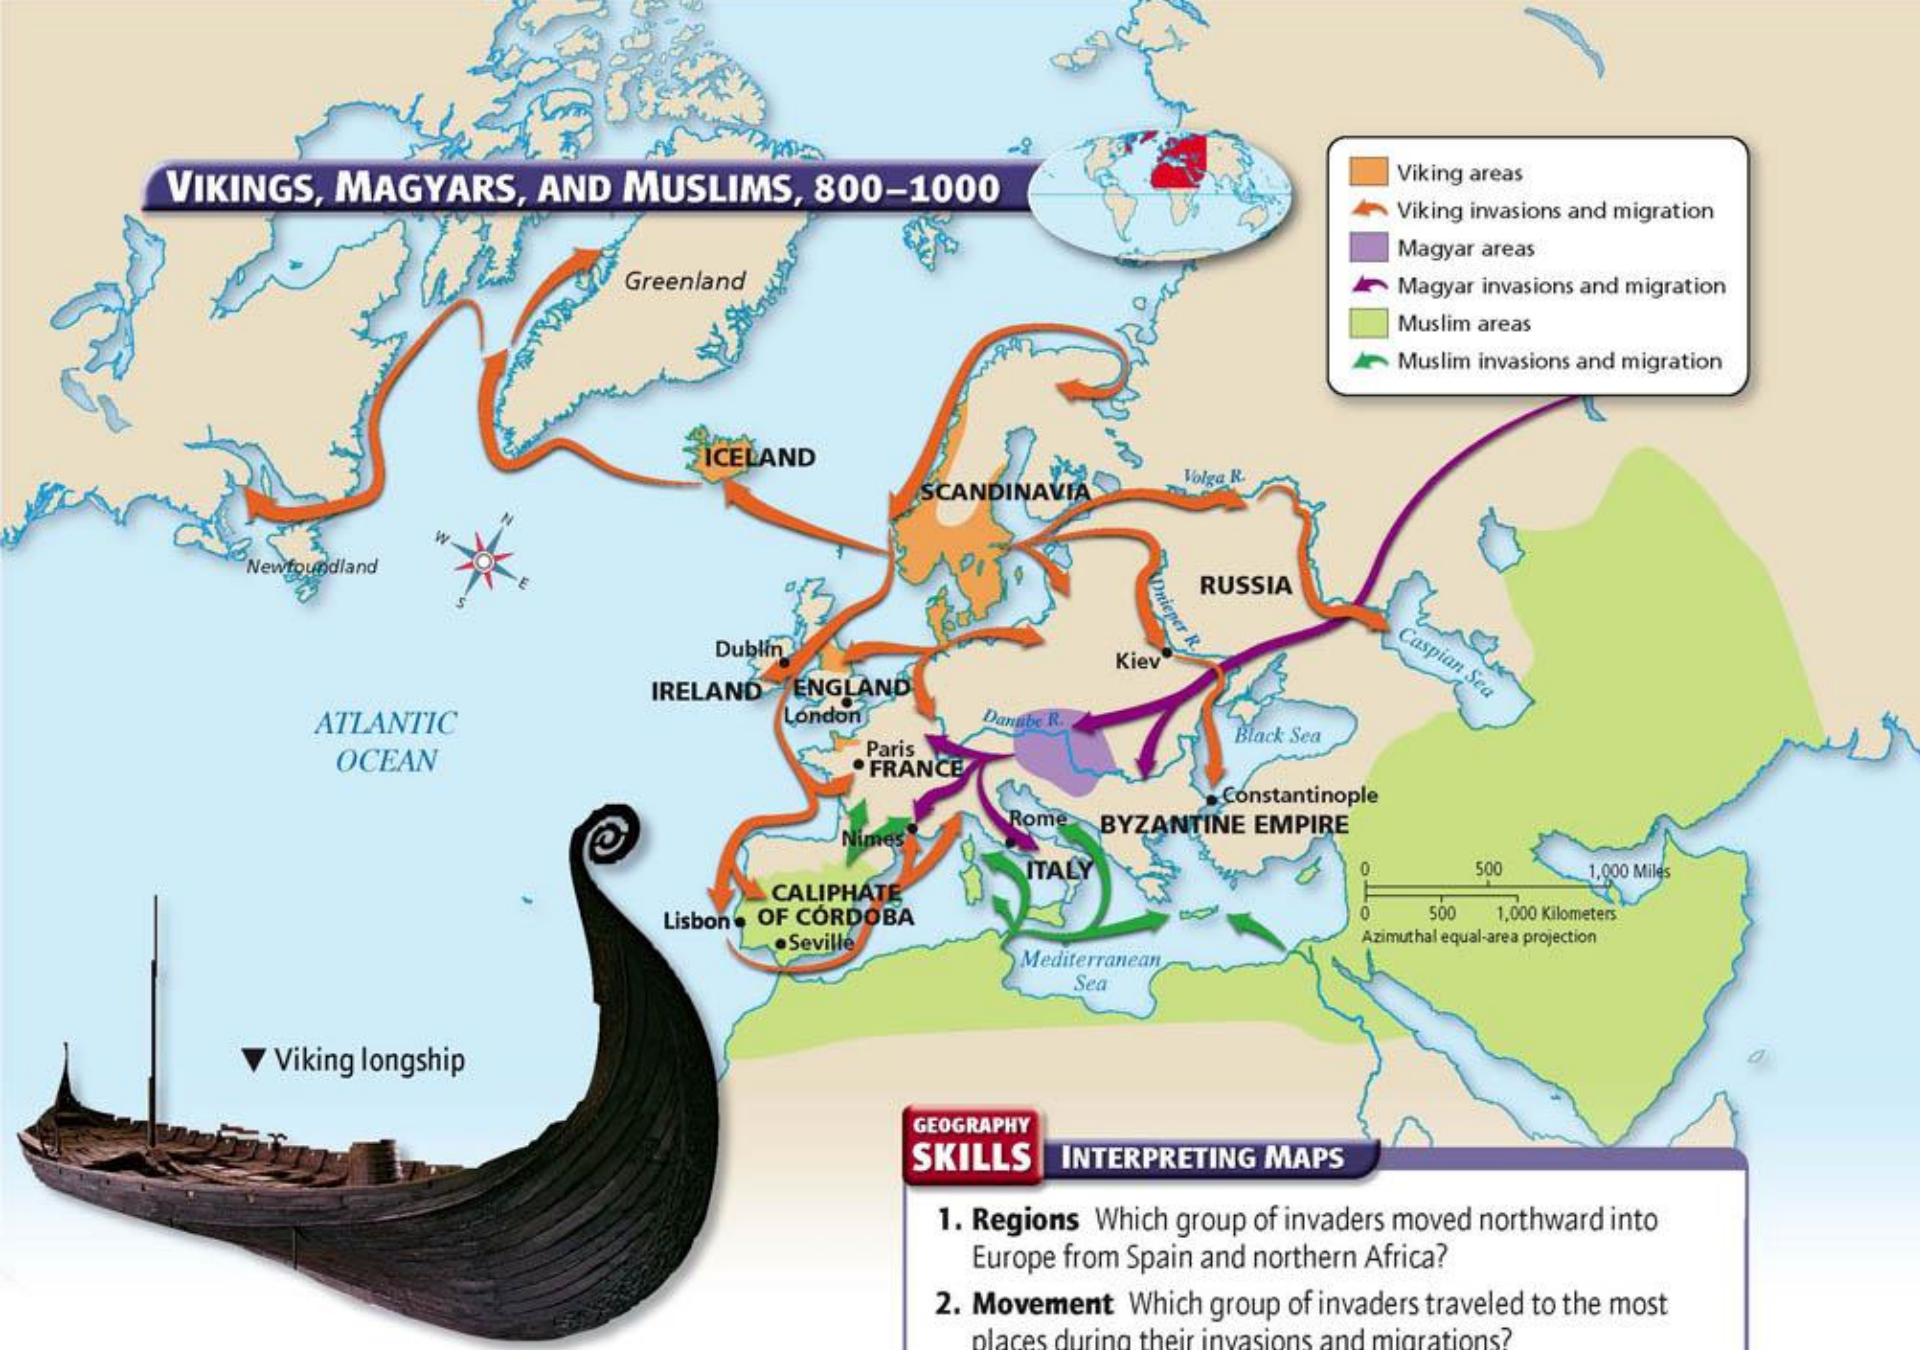 VIKINGS, MAGYARS, AND MUSLIMS, 800–1000
Viking areas
Viking invasions and migration
Magyar areas
Magyar invasions and migration
Muslim areas
Muslim invasions and migration
Greenland
ICELAND
SCANDINAVIA
Volga R.
N
W
E
S
Newfoundland
RUSSIA
Dnieper R.
Caspian Sea
Dublin
Kiev
IRELAND
ENGLAND
London
ATLANTIC
OCEAN
Danube R.
Black Sea
Paris
FRANCE
Constantinople
BYZANTINE EMPIRE
Rome
Nîmes
ITALY
CALIPHATE
OF CÓRDOBA
Lisbon
Seville
0 500 1,000 Miles
0 500 1,000 Kilometers
Azimuthal equal-area projection
Mediterranean
Sea
▼ Viking longship
GEOGRAPHY
SKILLS
INTERPRETING MAPS
1. Regions Which group of invaders moved northward into
Europe from Spain and northern Africa?
2. Movement Which group of invaders traveled to the most
places during their invasions and migrations?